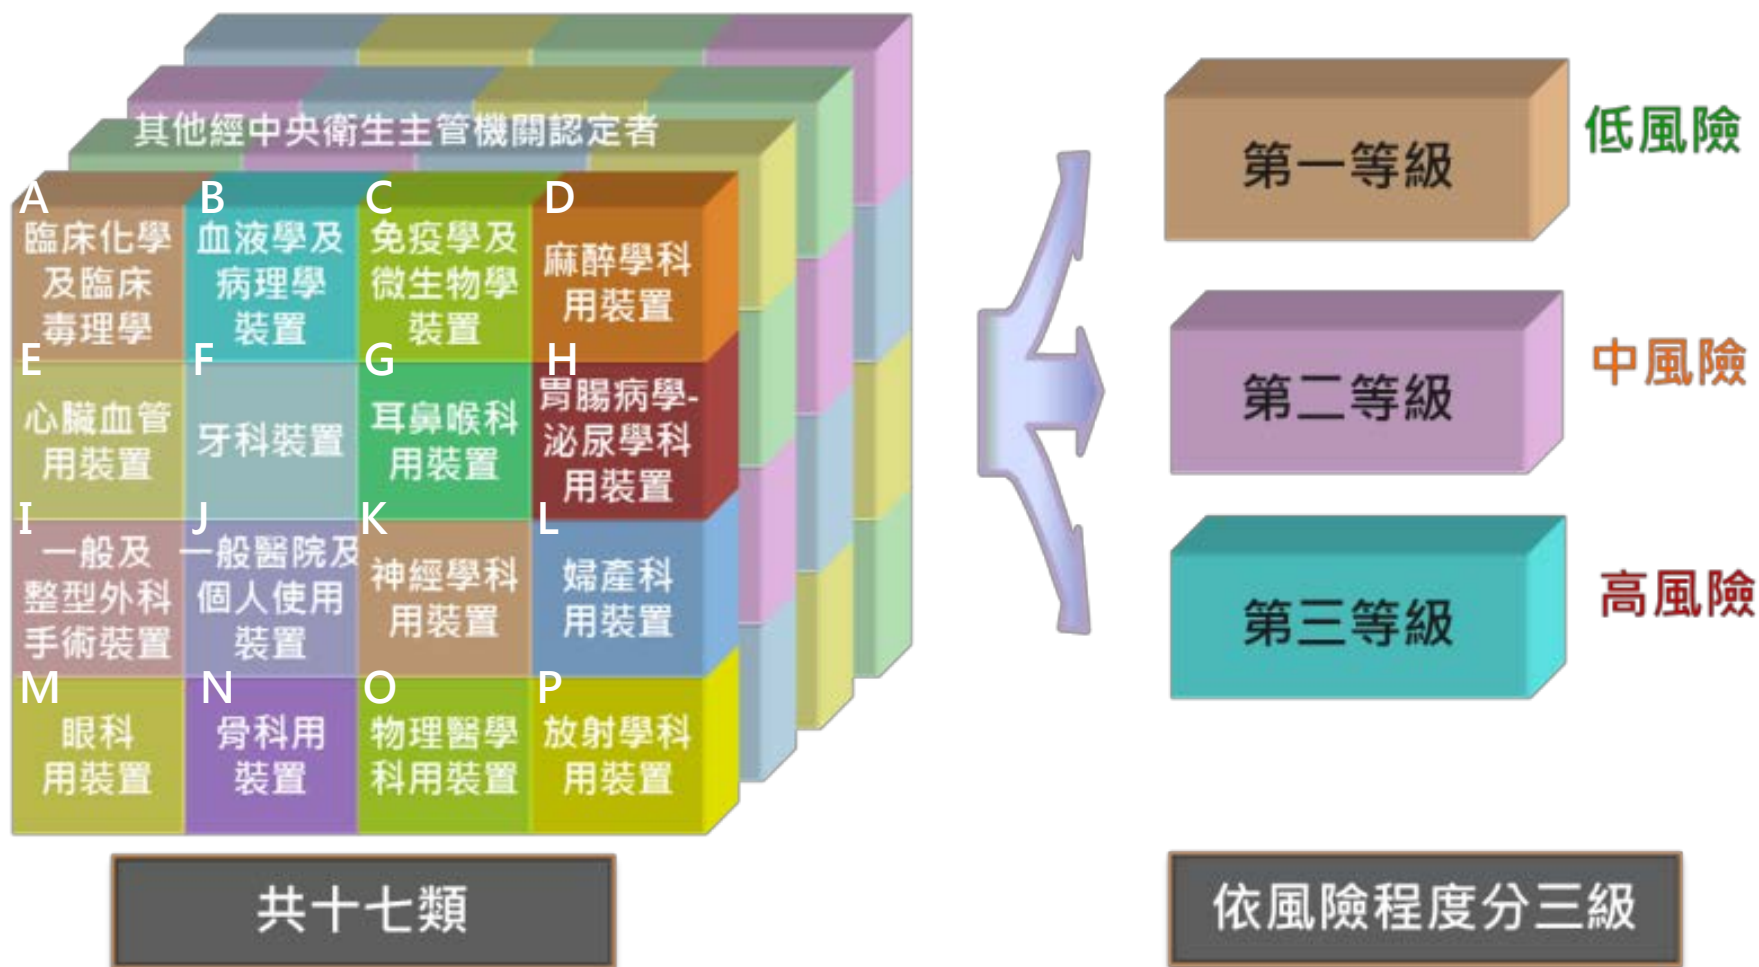 其他經中央衛生主管機關認定者
A
臨床化學
及臨床
毒理學
B
血液學及
病理學
裝置
C
免疫學及
微生物學
裝置
D
麻醉學科
用裝置
E
心臟血管
用裝置
F
牙科裝置
G
耳鼻喉科
用裝置
H
胃腸病學-
泌尿學科
用裝置
I
一般及
整型外科
手術裝置
J
一般醫院及
個人使用
裝置
K
神經學科
用裝置
L
婦產科
用裝置
M
眼科
用裝置
N
骨科用
裝置
O
物理醫學
科用裝置
P
放射學科
用裝置
共十七類
第一等級
低風險
第二等級
中風險
第三等級
高風險
依風險程度分三級